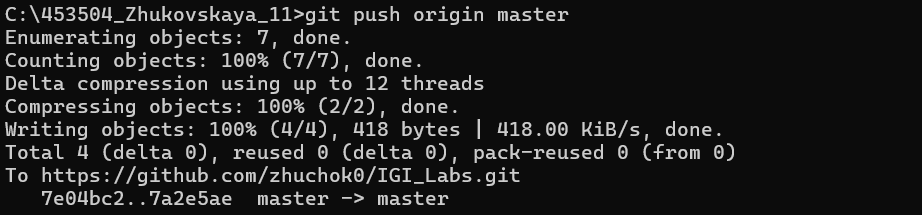 C:\453504_Zhukovskaya_11>git push origin master
Enumerating objects: 7, done.
Counting objects: 100% (7/7), done.
Delta compression using up to 12 threads
Compressing objects: 100% (2/2), done.
Writing objects: 100% (4/4), 418 bytes | 418.00 KiB/s, done.
Total 4 (delta 0), reused 0 (delta 0), pack-reused 0 (from 0)
To https://github.com/zhuchok0/IGI_Labs.git
   7e04bc2..7a2e5ae  master -> master